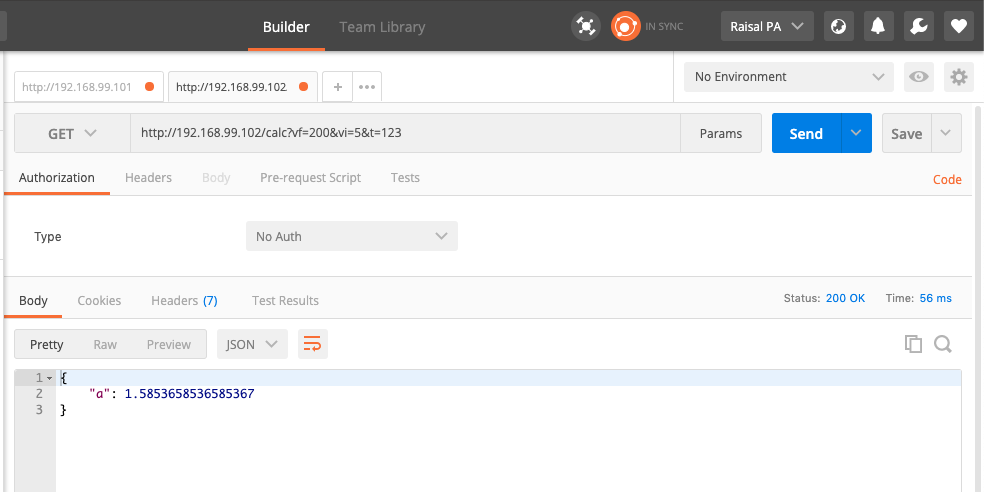 Builder Team Library IN SYNC Raisal PA
http://192.168.99.101 http://192.168.99.102 + ••• No Environment
GET http://192.168.99.102/calc?vf=200&vi=5&t=123 Params Send Save
Authorization Headers Body Pre-request Script Tests Code
Type No Auth
Body Cookies Headers (7) Test Results Status: 200 OK Time: 56 ms
Pretty Raw Preview JSON
1 {
2 "a": 1.5853658536585367
3 }